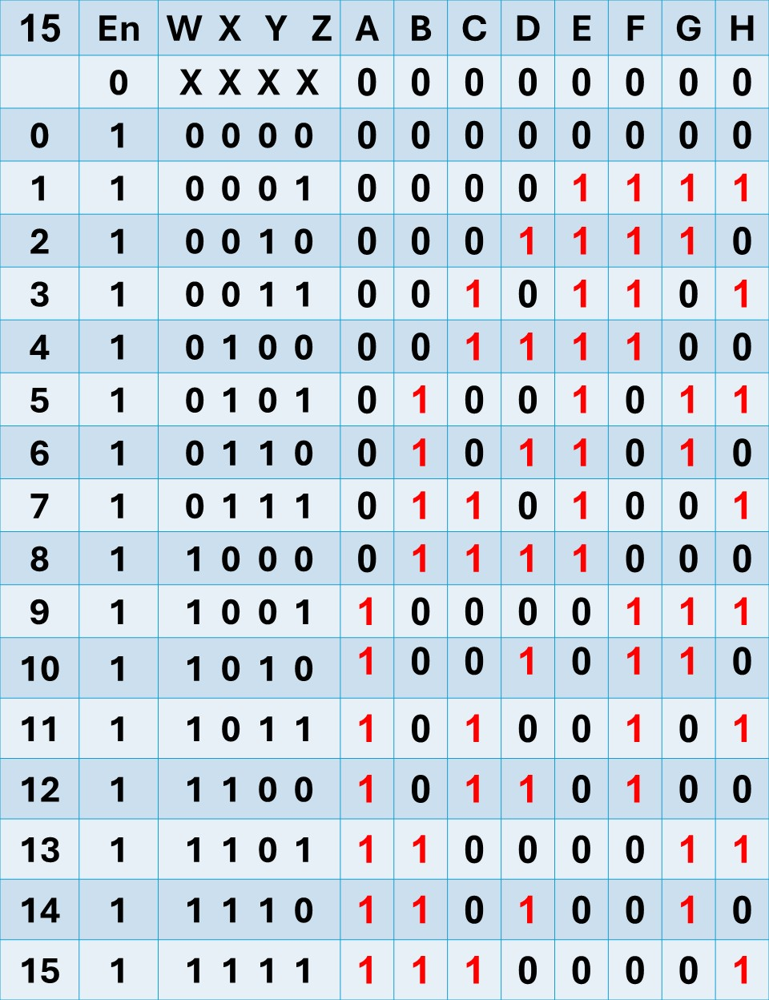 15 En W X Y Z A B C D E F G H
0 X X X X 0 0 0 0 0 0 0 0
0 1 0 0 0 0 0 0 0 0 0 0 0 0
1 1 0 0 0 1 0 0 0 0 1 1 1 1
2 1 0 0 1 0 0 0 0 1 1 1 1 0
3 1 0 0 1 1 0 0 1 0 1 1 0 1
4 1 0 1 0 0 0 0 1 1 1 1 0 0
5 1 0 1 0 1 0 1 0 0 1 0 1 1
6 1 0 1 1 0 0 1 0 1 1 0 1 0
7 1 0 1 1 1 0 1 1 0 1 0 0 1
8 1 1 0 0 0 0 1 1 1 1 0 0 0
9 1 1 0 0 1 1 0 0 0 0 1 1 1
10 1 1 0 1 0 1 0 0 1 0 1 1 0
11 1 1 0 1 1 1 0 1 0 0 1 0 1
12 1 1 1 0 0 1 0 1 1 0 1 0 0
13 1 1 1 0 1 1 1 0 0 0 0 1 1
14 1 1 1 1 0 1 1 0 1 0 0 1 0
15 1 1 1 1 1 1 1 1 0 0 0 0 1